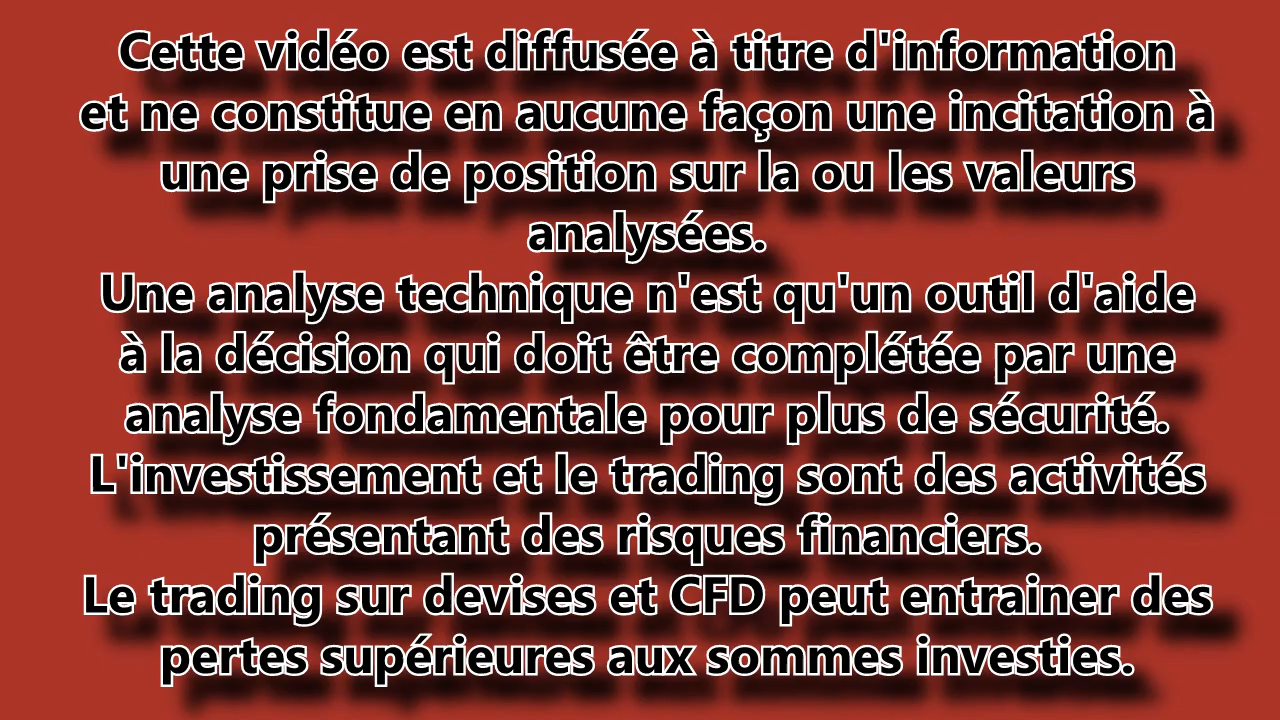 Cette vidéo est diffusée à titre d'information
et ne constitue en aucune façon une incitation à
une prise de position sur la ou les valeurs
analysées.
Une analyse technique n'est qu'un outil d'aide
à la décision qui doit être complétée par une
analyse fondamentale pour plus de sécurité.
L'investissement et le trading sont des activités
présentant des risques financiers.
Le trading sur devises et CFD peut entrainer des
pertes supérieures aux sommes investies.